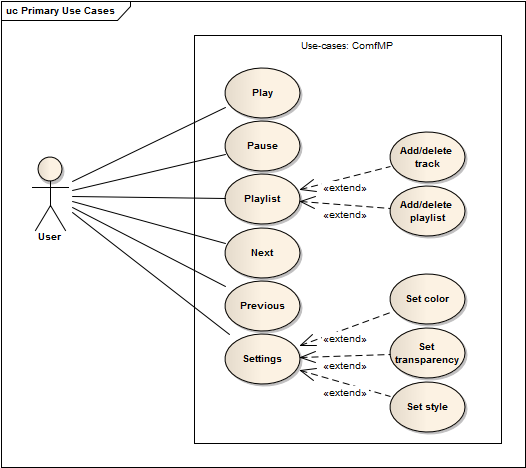 uc Primary Use Cases
Use-cases: ComfMP
Play
Pause
Playlist
Next
Previous
Settings
User
Add/delete
track
«extend»
Add/delete
playlist
«extend»
Set color
«extend»
Set
transparency
«extend»
Set style
«extend»